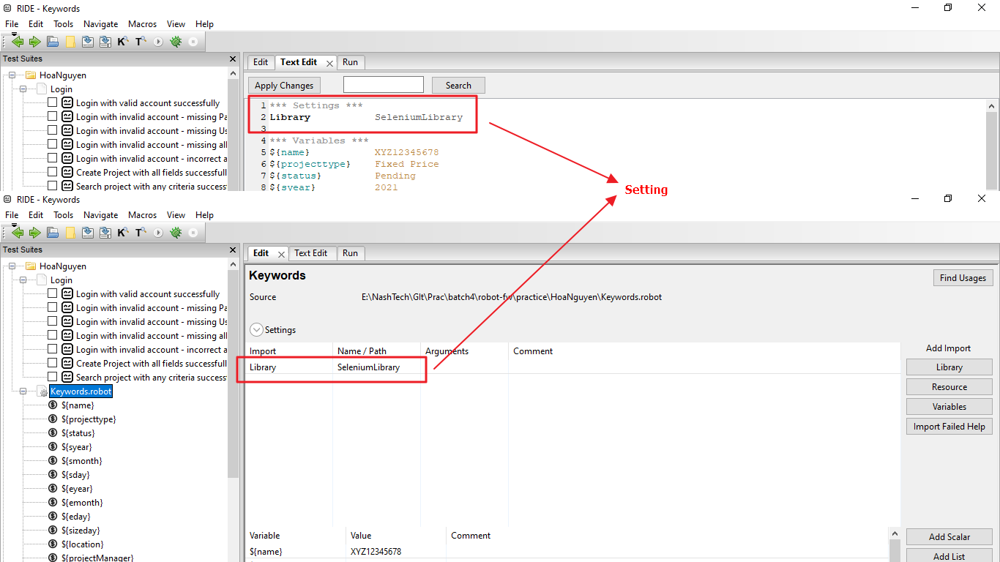 RIDE - Keywords
File Edit Tools Navigate Macros View Help
K T
Test Suites
HoaNguyen
Login
Login with valid account successfully
Login with invalid account - missing Pa
Login with invalid account - missing Us
Login with invalid account - missing all
Login with invalid account - incorrect a
Create Project with all fields successfull
Search project with any criteria success
Edit Text Edit Run
Apply Changes Search
1 *** Settings ***
2 Library SeleniumLibrary
3
4 *** Variables ***
5 ${name} XYZ12345678
6 ${projecttype} Fixed Price
7 ${status} Pending
8 ${syear} 2021
Setting
RIDE - Keywords
File Edit Tools Navigate Macros View Help
K T
Test Suites
HoaNguyen
Login
Login with valid account successfully
Login with invalid account - missing Pa
Login with invalid account - missing Us
Login with invalid account - missing all
Login with invalid account - incorrect a
Create Project with all fields successfull
Search project with any criteria success
Keywords.robot
${name}
${projecttype}
${status}
${syear}
${smonth}
${sday}
${eyear}
${emonth}
${eday}
${sizeday}
${location}
${projectManager}
Edit Text Edit Run
Keywords
Find Usages
Source E:\NashTech\Glt\Prac\batch4\robot-fw\practice\HoaNguyen\Keywords.robot
Settings
Import Name / Path Arguments Comment
Library SeleniumLibrary
Add Import
Library
Resource
Variables
Import Failed Help
Variable Value Comment
${name} XYZ12345678
Add Scalar
Add List